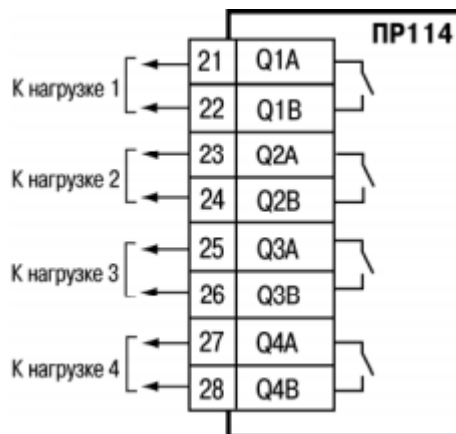 ПР114
21 Q1A
К нагрузке 1
22 Q1B
23 Q2A
К нагрузке 2
24 Q2B
25 Q3A
К нагрузке 3
26 Q3B
27 Q4A
К нагрузке 4
28 Q4B